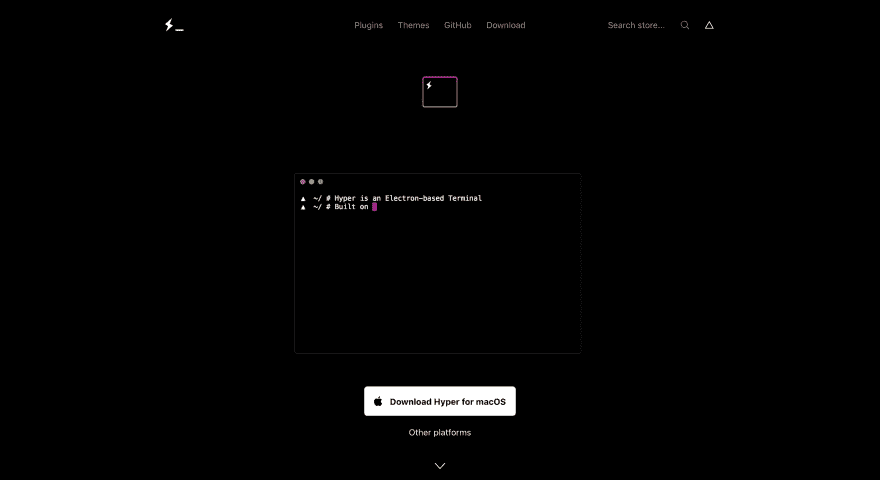 Plugins Themes GitHub Download Search store...
~/ # Hyper is an Electron-based Terminal
~/ # Built on
Download Hyper for macOS
Other platforms